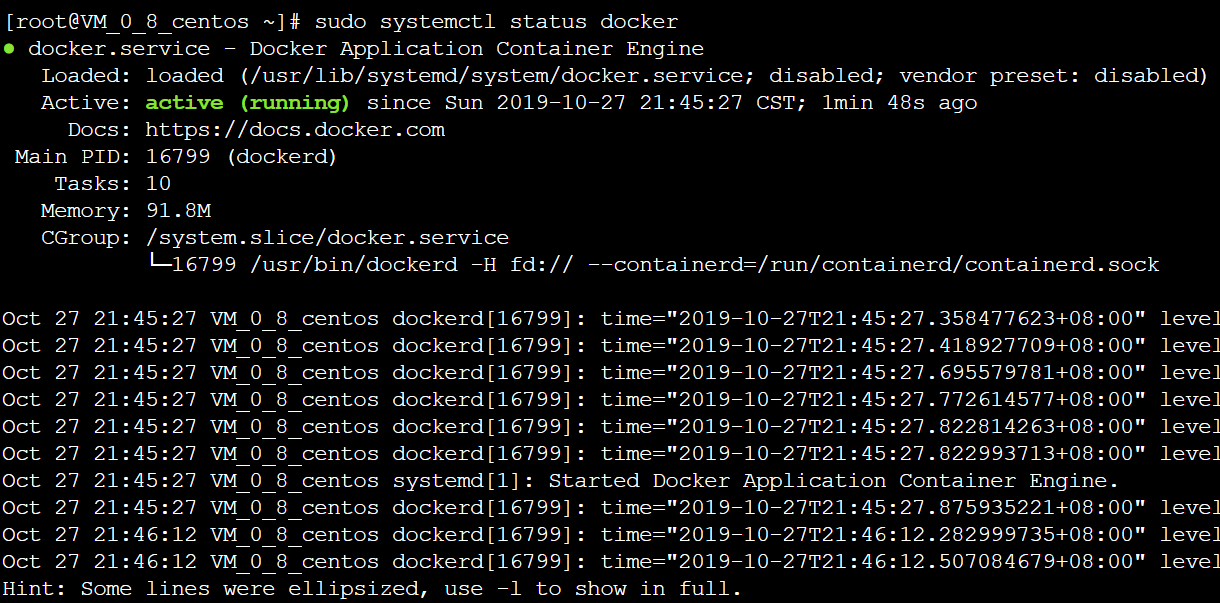 [root@VM_0_8_centos ~]# sudo systemctl status docker
● docker.service - Docker Application Container Engine
Loaded: loaded (/usr/lib/systemd/system/docker.service; disabled; vendor preset: disabled)
Active: active (running) since Sun 2019-10-27 21:45:27 CST; 1min 48s ago
Docs: https://docs.docker.com
Main PID: 16799 (dockerd)
Tasks: 10
Memory: 91.8M
CGroup: /system.slice/docker.service
└─16799 /usr/bin/dockerd -H fd:// --containerd=/run/containerd/containerd.sock
Oct 27 21:45:27 VM_0_8_centos dockerd[16799]: time="2019-10-27T21:45:27.358477623+08:00" level
Oct 27 21:45:27 VM_0_8_centos dockerd[16799]: time="2019-10-27T21:45:27.418927709+08:00" level
Oct 27 21:45:27 VM_0_8_centos dockerd[16799]: time="2019-10-27T21:45:27.695579781+08:00" level
Oct 27 21:45:27 VM_0_8_centos dockerd[16799]: time="2019-10-27T21:45:27.772614577+08:00" level
Oct 27 21:45:27 VM_0_8_centos dockerd[16799]: time="2019-10-27T21:45:27.822814263+08:00" level
Oct 27 21:45:27 VM_0_8_centos dockerd[16799]: time="2019-10-27T21:45:27.822993713+08:00" level
Oct 27 21:45:27 VM_0_8_centos systemd[1]: Started Docker Application Container Engine.
Oct 27 21:45:27 VM_0_8_centos dockerd[16799]: time="2019-10-27T21:45:27.875935221+08:00" level
Oct 27 21:46:12 VM_0_8_centos dockerd[16799]: time="2019-10-27T21:46:12.282999735+08:00" level
Oct 27 21:46:12 VM_0_8_centos dockerd[16799]: time="2019-10-27T21:46:12.507084679+08:00" level
Hint: Some lines were ellipsized, use -l to show in full.